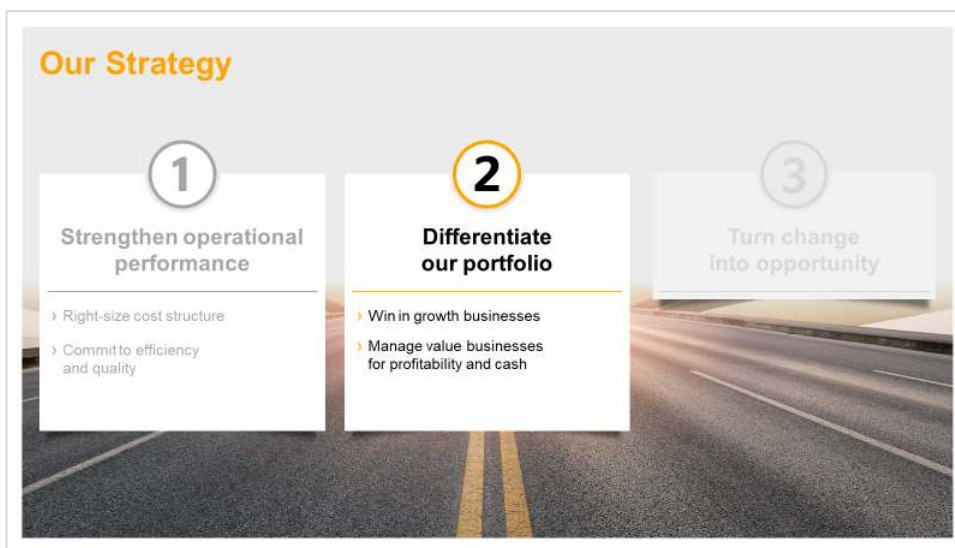 Our Strategy
1
Strengthen operational
performance
› Right-size cost structure
› Commit to efficiency
and quality
2
Differentiate
our portfolio
› Win in growth businesses
› Manage value businesses
for profitability and cash
3
Turn change
into opportunity